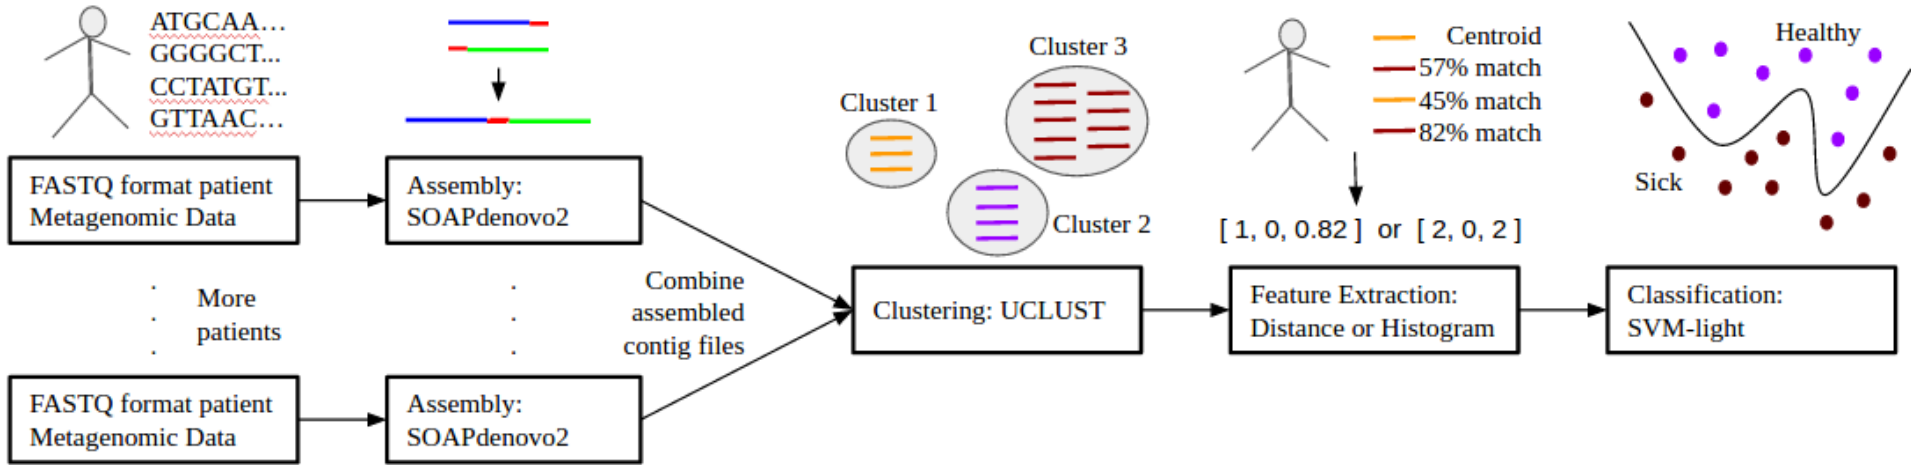 ATGCAA...
GGGGCT...
CCTATGT...
GTTAAC...
FASTQ format patient
Metagenomic Data
.
.
.
More
patients
FASTQ format patient
Metagenomic Data
Assembly:
SOAPdenovo2
.
.
.
Combine
assembled
contig files
Assembly:
SOAPdenovo2
Cluster 1
Cluster 3
Cluster 2
Clustering: UCLUST
Centroid
57% match
45% match
82% match
[ 1, 0, 0.82 ] or [ 2, 0, 2 ]
Feature Extraction:
Distance or Histogram
Healthy
Sick
Classification:
SVM-light